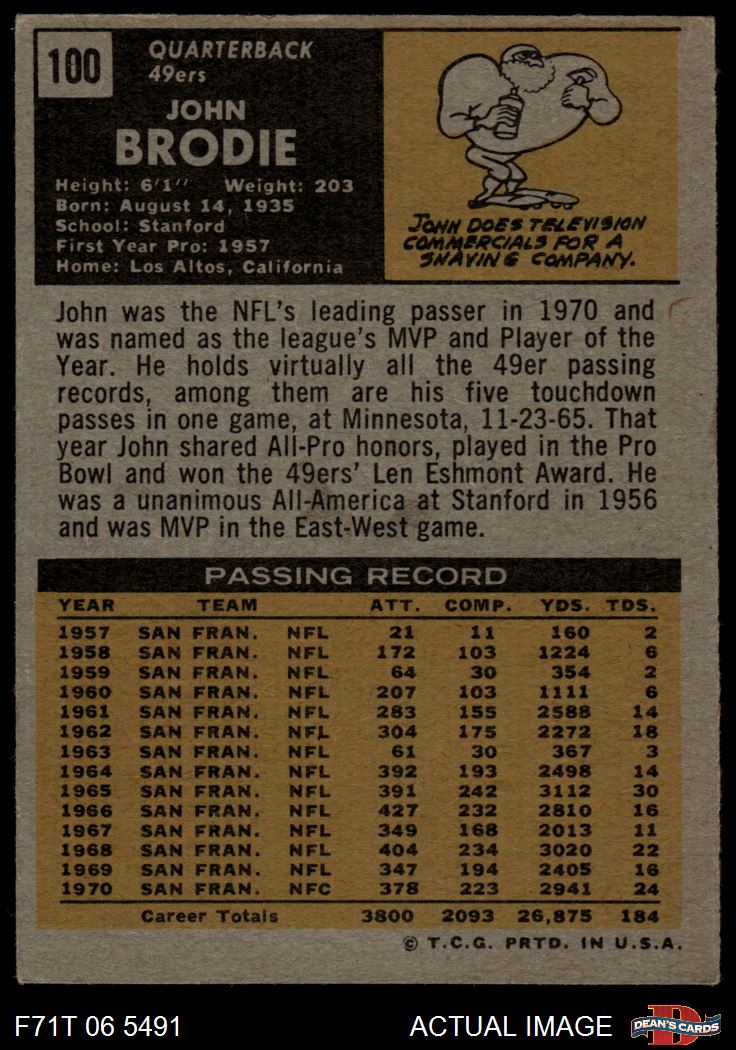 100
QUARTERBACK
49ers
JOHN
BRODIE
Height: 6'1" Weight: 203
Born: August 14, 1935
School: Stanford
First Year Pro: 1957
Home: Los Altos, California
JOHN DOES TELEVISION
COMMERCIALS FOR A
SHAVING COMPANY.
John was the NFL's leading passer in 1970 and
was named as the league's MVP and Player of the
Year. He holds virtually all the 49er passing
records, among them are his five touchdown
passes in one game, at Minnesota, 11-23-65. That
year John shared All-Pro honors, played in the Pro
Bowl and won the 49ers' Len Eshmont Award. He
was a unanimous All-America at Stanford in 1956
and was MVP in the East-West game.
PASSING RECORD
YEAR TEAM ATT. COMP. YDS. TDS.
1957 SAN FRAN. NFL 21 11 160 2
1958 SAN FRAN. NFL 172 103 1224 6
1959 SAN FRAN. NFL 64 30 354 2
1960 SAN FRAN. NFL 207 103 1111 6
1961 SAN FRAN. NFL 283 155 2588 14
1962 SAN FRAN. NFL 304 175 2272 18
1963 SAN FRAN. NFL 61 30 367 3
1964 SAN FRAN. NFL 392 193 2498 14
1965 SAN FRAN. NFL 391 242 3112 30
1966 SAN FRAN. NFL 427 232 2810 16
1967 SAN FRAN. NFL 349 168 2013 11
1968 SAN FRAN. NFL 404 234 3020 22
1969 SAN FRAN. NFL 347 194 2405 16
1970 SAN FRAN. NFC 378 223 2941 24
Career Totals 3800 2093 26,875 184
© T.C.G. PRTD. IN U.S.A.
F71T 06 5491 ACTUAL IMAGE DEAN'S CARDS